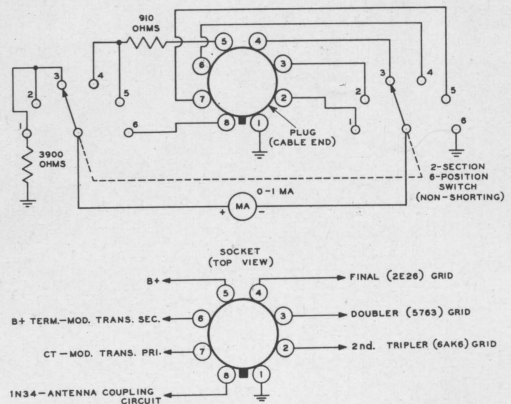 910
OHMS
5
4
6
3
7
2
8
1
3
4
2
5
1
6
3
4
2
5
1
6
PLUG
(CABLE END)
3900
OHMS
2-SECTION
6-POSITION
SWITCH
(NON-SHORTING)
0-1 MA
+ MA -
SOCKET
(TOP VIEW)
B+
5
4
FINAL (2E26) GRID
B+ TERM.-MOD. TRANS. SEC.
6
3
DOUBLER (5763) GRID
CT-MOD. TRANS. PRI.
7
2
2nd. TRIPLER (6AK6) GRID
8
1
1N34-ANTENNA COUPLING
CIRCUIT